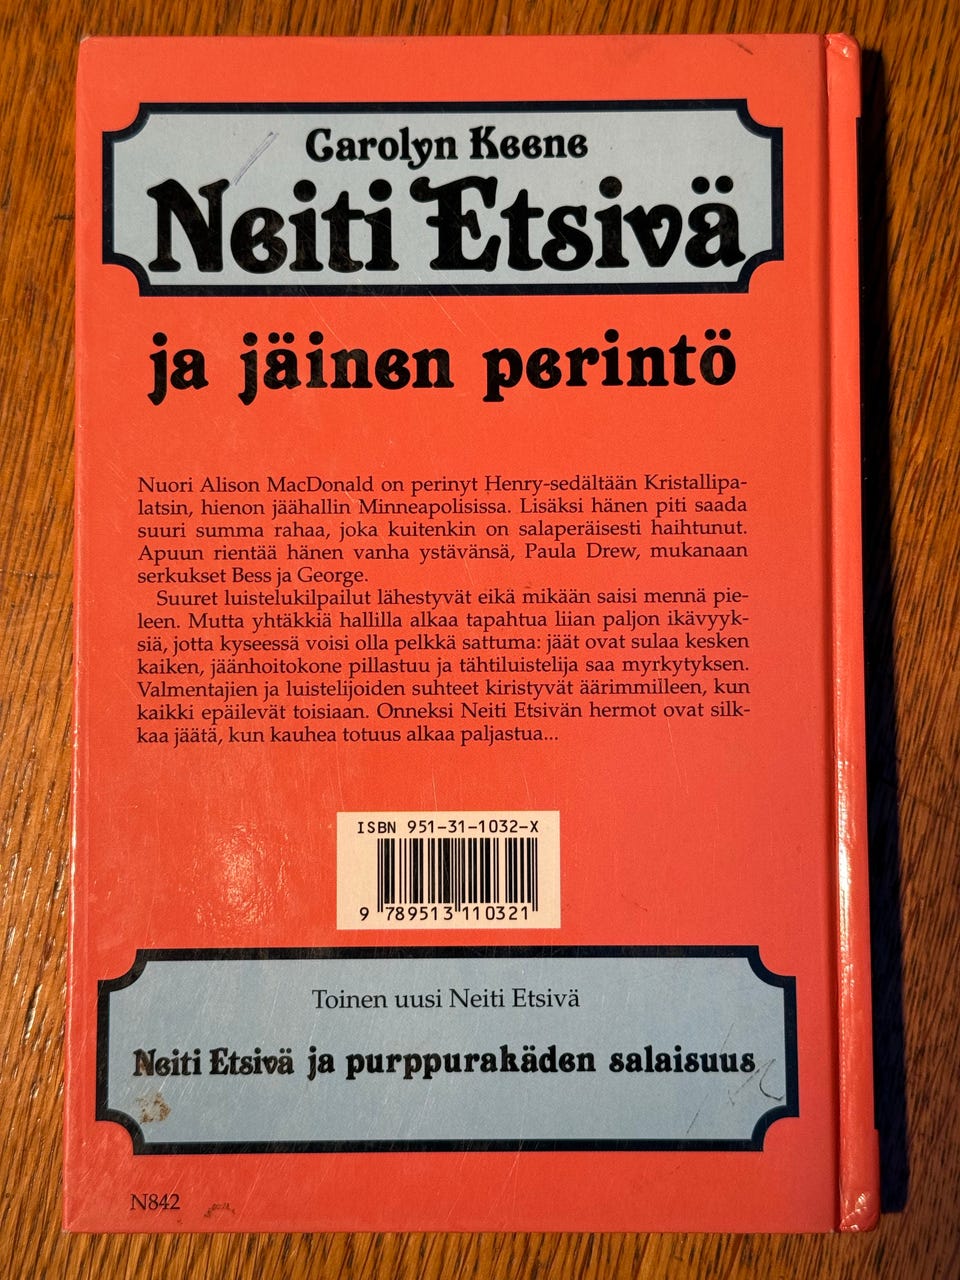 Carolyn Keene
Neiti Etsivä
ja jäinen perintö
Nuori Alison MacDonald on perinyt Henry-sedältään Kristallipa-
latsin, hienon jäähallin Minneapolisissa. Lisäksi hänen piti saada
suuri summa rahaa, joka kuitenkin on salaperäisesti haihtunut.
Apuun rientää hänen vanha ystävänsä, Paula Drew, mukanaan
serkukset Bess ja George.
Suuret luistelukilpailut lähestyvät eikä mikään saisi mennä pie-
leen. Mutta yhtäkkiä hallilla alkaa tapahtua liian paljon ikävyyk-
siä, jotta kyseessä voisi olla pelkkä sattuma: jäät ovat sulaa kesken
kaiken, jäänhoitokone pillastuu ja tähtiluistelija saa myrkytyksen.
Valmentajien ja luistelijoiden suhteet kiristyvät äärimmilleen, kun
kaikki epäilevät toisiaan. Onneksi Neiti Etsivän hermot ovat silk-
kaa jäätä, kun kauhea totuus alkaa paljastua...
ISBN 951-31-1032-X
9 789513 110321
Toinen uusi Neiti Etsivä
Neiti Etsivä ja purppurakäden salaisuus
N842